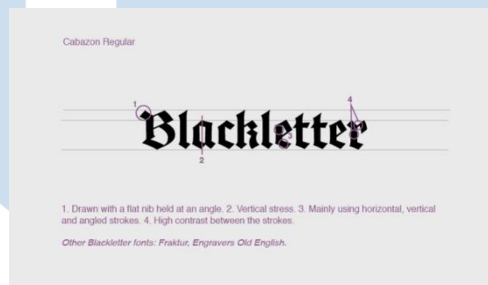 Cabazon Regular
1
4
Blackletter
3
2
1. Drawn with a flat nib held at an angle. 2. Vertical stress. 3. Mainly using horizontal, vertical
and angled strokes. 4. High contrast between the strokes.
Other Blackletter fonts: Fraktur, Engravers Old English.